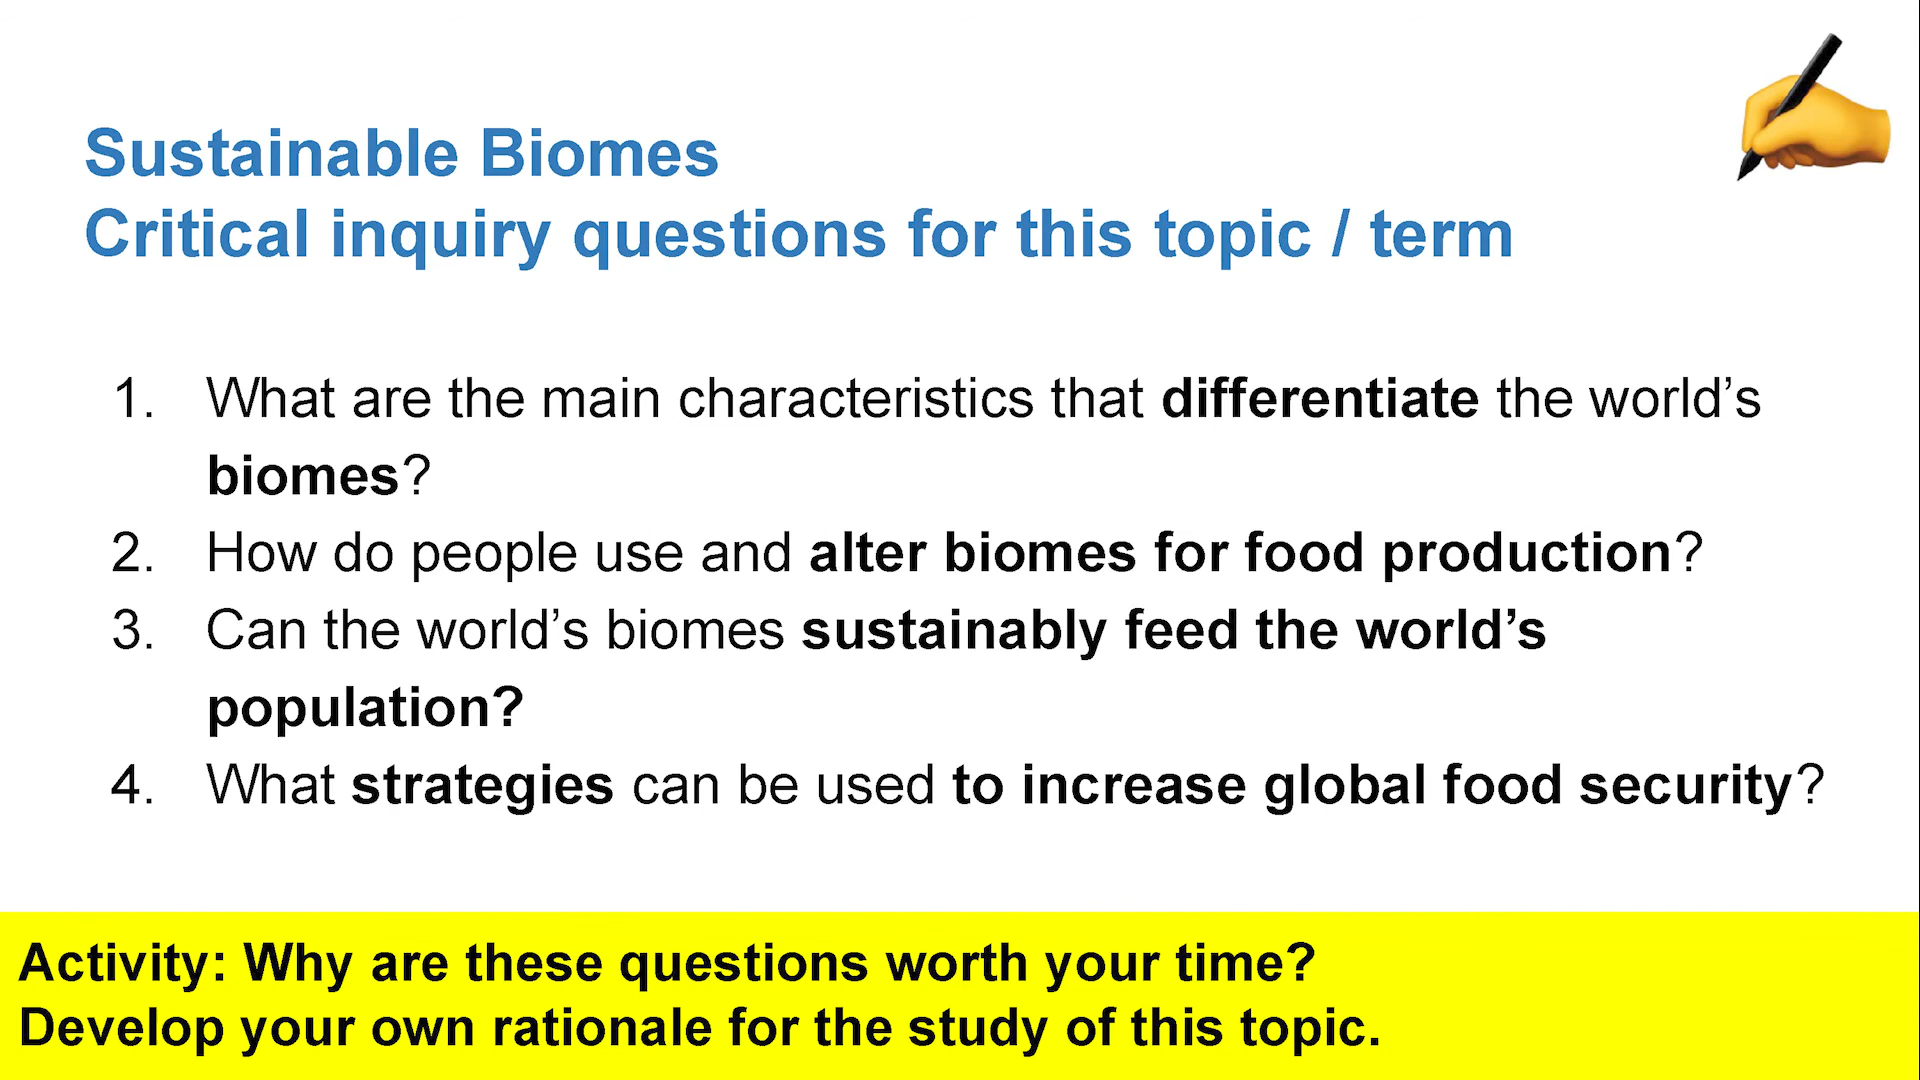 Sustainable Biomes
Critical inquiry questions for this topic / term
1. What are the main characteristics that differentiate the world’s
biomes?
2. How do people use and alter biomes for food production?
3. Can the world’s biomes sustainably feed the world’s
population?
4. What strategies can be used to increase global food security?
Activity: Why are these questions worth your time?
Develop your own rationale for the study of this topic.